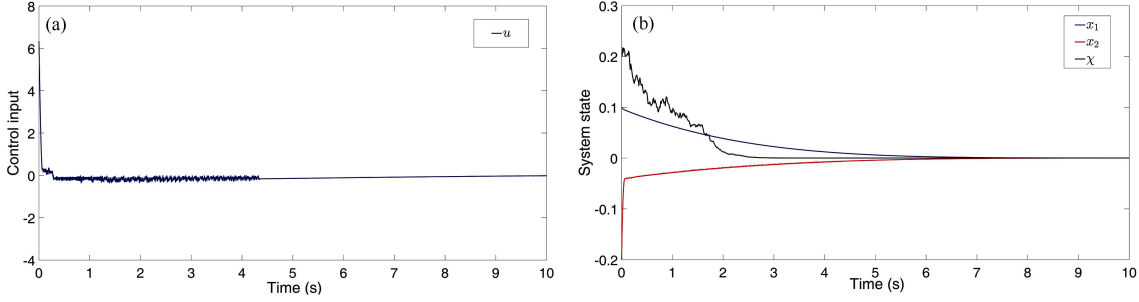 (a)
u
Control input
6
4
2
0
-2
-4
0 1 2 3 4 5 6 7 8 9 10
Time (s)
(b)
x₁
x₂
χ
System state
0.3
0.2
0.1
0
-0.1
-0.2
0 1 2 3 4 5 6 7 8 9 10
Time (s)